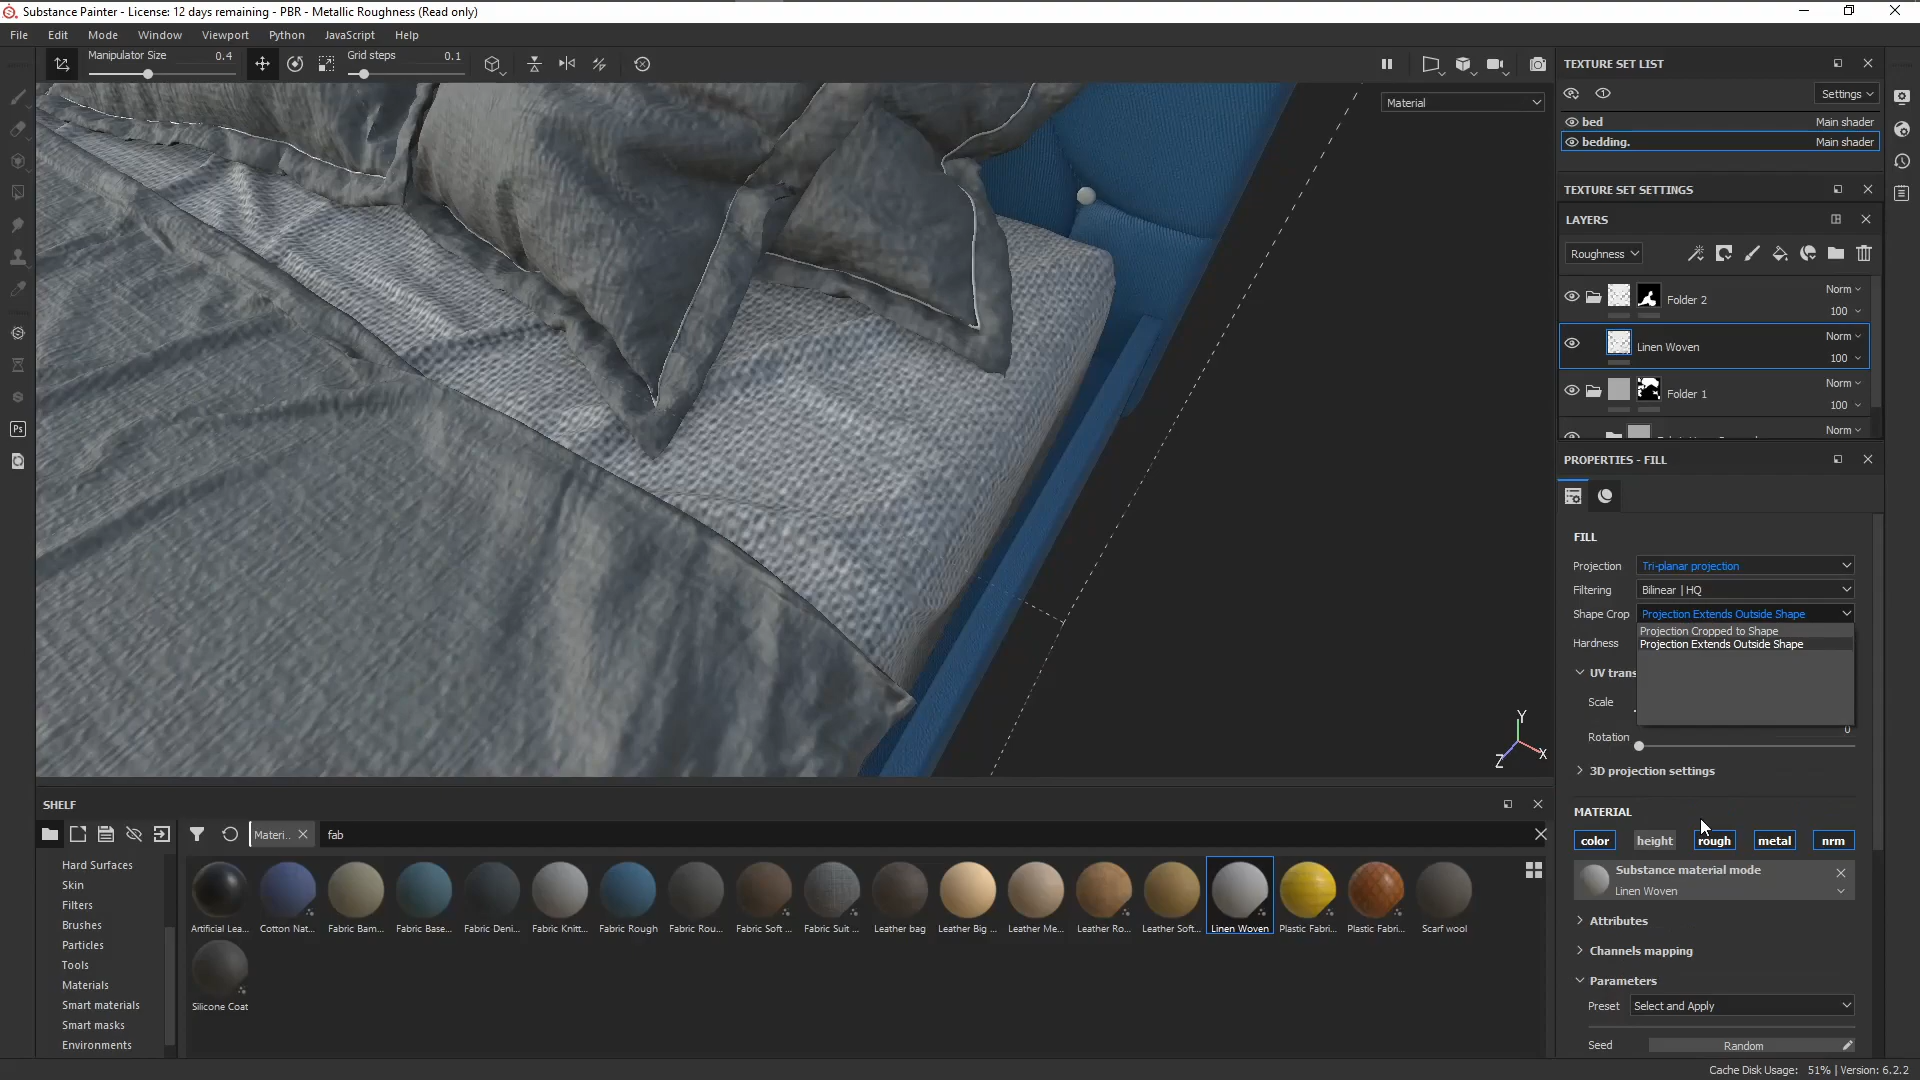 Substance Painter - License: 12 days remaining - PBR - Metallic Roughness (Read only)
File Edit Mode Window Viewport Python JavaScript Help
Manipulator Size 0.4 Grid steps 0.1
Material
TEXTURE SET LIST
Settings
bed Main shader
bedding. Main shader
TEXTURE SET SETTINGS
LAYERS
Roughness
Folder 2 Norm
100
Linen Woven Norm
100
Folder 1 Norm
100
Norm
PROPERTIES - FILL
FILL
Projection Tri-planar projection
Filtering Bilinear | HQ
Shape Crop Projection Extends Outside Shape
Projection Cropped to Shape
Hardness Projection Extends Outside Shape
UV trans
Scale
Rotation 0
3D projection settings
MATERIAL
color height rough metal nrm
Substance material mode
Linen Woven
Attributes
Channels mapping
Parameters
Preset Select and Apply
Seed Random
Y
X
Z
SHELF
Materi.. fab
Hard Surfaces
Skin
Filters
Brushes
Particles
Tools
Materials
Smart materials
Smart masks
Environments
Artificial Lea... Cotton Nat... Fabric Bam... Fabric Base... Fabric Deni... Fabric Knitt... Fabric Rough Fabric Rou... Fabric Soft ... Fabric Suit ... Leather bag Leather Big ... Leather Me... Leather Ro... Leather Soft... Linen Woven Plastic Fabri... Plastic Fabri... Scarf wool
Silicone Coat
Ps
Cache Disk Usage: 51% | Version: 6.2.2